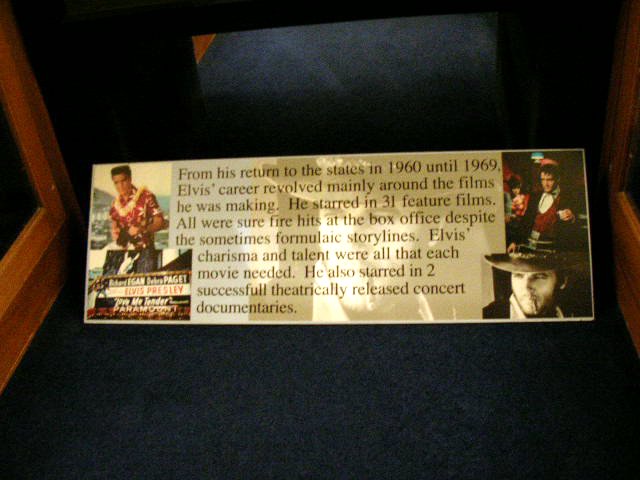 From his return to the states in 1960 until 1969,
Elvis' career revolved mainly around the films
he was making. He starred in 31 feature films.
All were sure fire hits at the box office despite
the sometimes formulaic storylines. Elvis'
charisma and talent were all that each
movie needed. He also starred in 2
successfull theatrically released concert
documentaries.
Richard EGAN Debra PAGET
ELVIS PRESLEY
"Love Me Tender"
PARAMOUNT